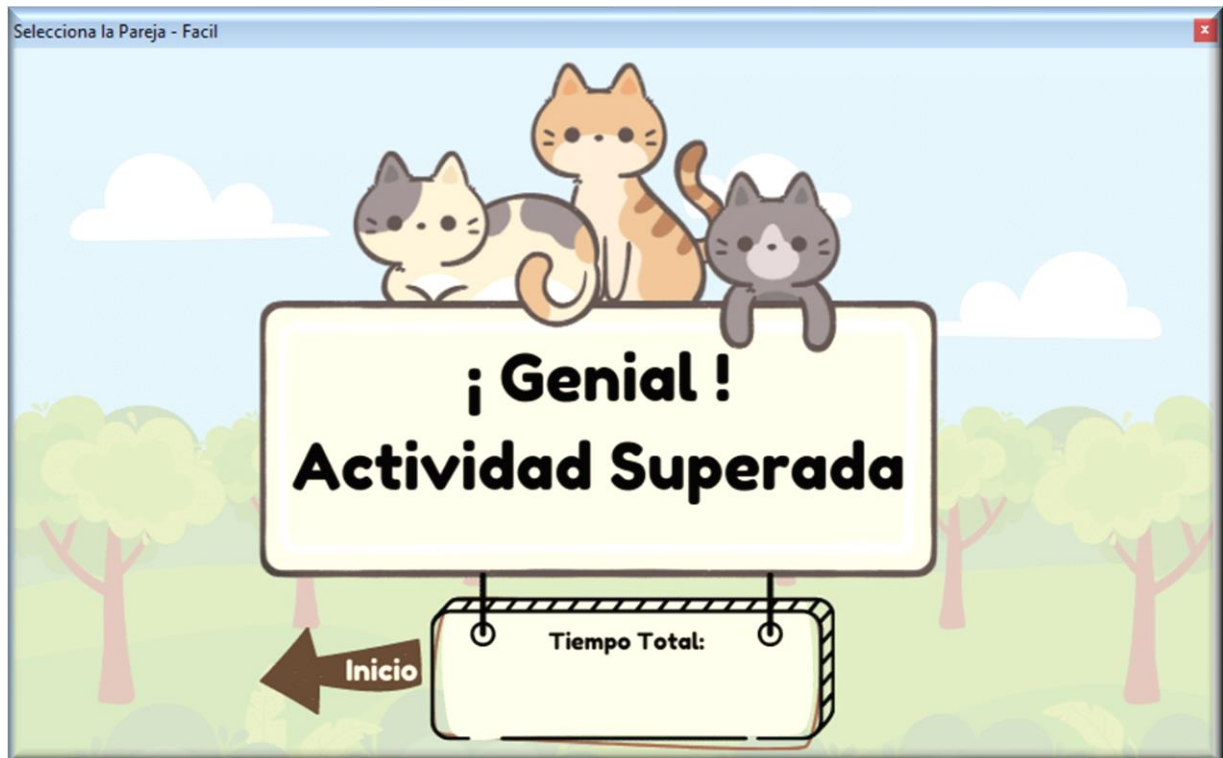 Selecciona la Pareja - Facil
¡ Genial !
Actividad Superada
Tiempo Total:
Inicio